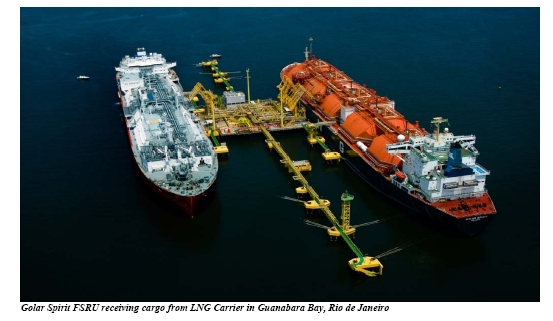 Golar Spirit FSRU receiving cargo from LNG Carrier in Guanabara Bay, Rio de Janeiro